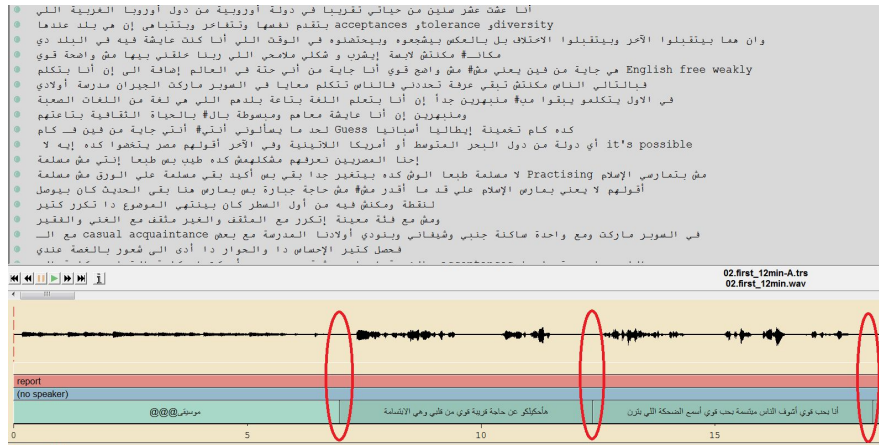 أنا عشت عشر سنين من حياتي تقريبا في دولة أوروبية من دول أوروبا الغربية اللي
diversityو toleranceو acceptances بتقدم نفسها وتتفاخر وبتتباهى إن هي بلد عندها
وان هما بيتقبلوا الآخر وبيتقبلوا الاختلاف بل بالعكس بيشجعوه وبيحتضنوه في الوقت اللي أنا كنت عايشة فيه في البلد دي
مكانـ# مكنتش لابسة إيشرب و شكلي ملامحي اللي ربنا خلقني بيها مش واضحة قوي
English free weakly هي جاية من فين يعني مش# مش واضح قوي أنا جاية من أني حتة في العالم إضافة الى إن أنا بتكلم
فبالتالي الناس مكنتش تبقي عرفة تحددني فالناس تتكلم معايا في السوبر ماركت الجيران مدرسة أولادي
في الاول يتكلمو يبقوا مب# منبهرين جدأ إن أنا بتعلم اللغة بتاعة بلدهم اللي هي لغة من اللغات الصعبة
ومنبهرين إن أنا عايشة معاهم ومبسوطة بال# بالحياة الثقافية بتاعتهم
كده كام تخمينة إيطاليا أسبانيا Guess لحد ما يسألوني أنتي# أنتي جاية من فين فــ كام
it's possible أي دولة من دول البحر المتوسط أو أمريكا اللاتينية وفي الآخر أقولهم مصر يتخضوا كده إيه لا
إحنا المصريين نعرفهم مشكلهمش كده طيب بس طبعا إنتي مش مسلمة
مش بتمارسي الإسلام Practising لا مسلمة طبعا الوش كده بيتغير جدا بقي بس أكيد بقي مسلمة علي الورق مش مسلمة
أقولهم لا يعني بمارس الإسلام علي قد ما أقدر مش# مش حاجة جبارة بس بمارس هنا بقى الحديث كان بيوصل
لنقطة ومكنش فيه من أول السطر كان بينتهي الموضوع دا تكرر كتير
ومش مع فئة معينة إتكرر مع المثقف والغير مثقف مع الغني والفقير
في السوبر ماركت ومع واحدة ساكنة جنبي وشيفاني وبنودي أولادنا المدرسة مع بعض casual acquaintance مع الـــ
فحصل كتير الإحساس دا والحوار دا أدى الى شعور بالغصة عندي
02.first_12min-A.trs
02.first_12min.wav
report
(no speaker)
موسيقى@@@
هأحكيلكو عن حاجة قريبة قوي من قلبي وهي الابتسامة
أنا بحب قوي أشوف الناس مبتسمة بحب قوي أسمع الضحكة اللي بترن
0 5 10 15